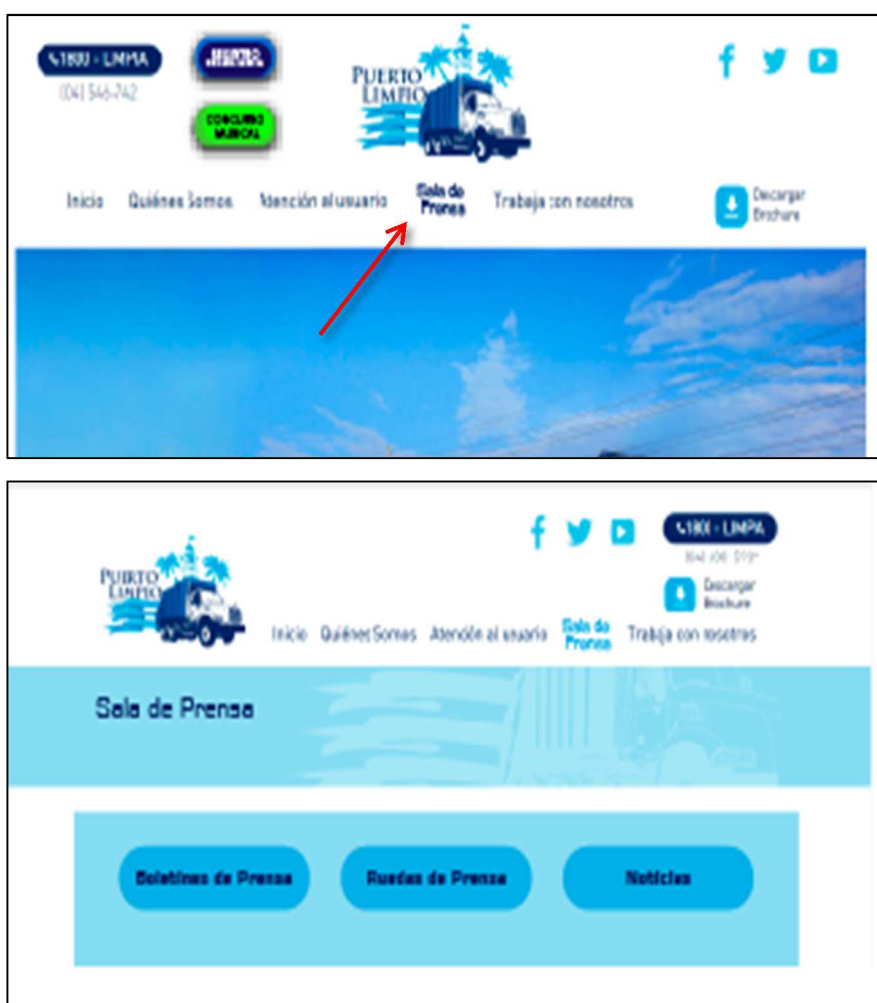 1800 - LIMPIA
PUERTO
LIMPIO
CONCURSO
MUSICAL
Inicio Quiénes Somos Atención al usuario Sala de Prensa Trabaja con nosotros
Descargar
Brochure
1800 - LIMPIA
PUERTO
LIMPIO
Descargar
Brochure
Inicio Quiénes Somos Atención al usuario Sala de Prensa Trabaja con nosotros
Sala de Prensa
Boletines de Prensa Ruedas de Prensa Noticias